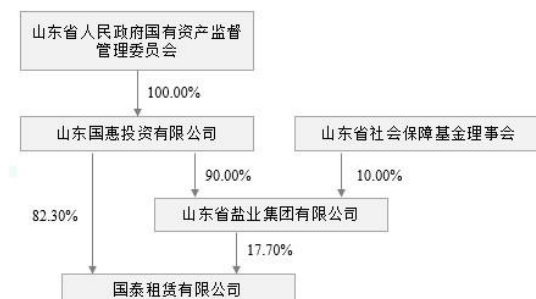 山东省人民政府国有资产监督
管理委员会
100.00%
山东国惠投资有限公司
山东省社会保障基金理事会
90.00%
10.00%
82.30%
山东省盐业集团有限公司
17.70%
国泰租赁有限公司